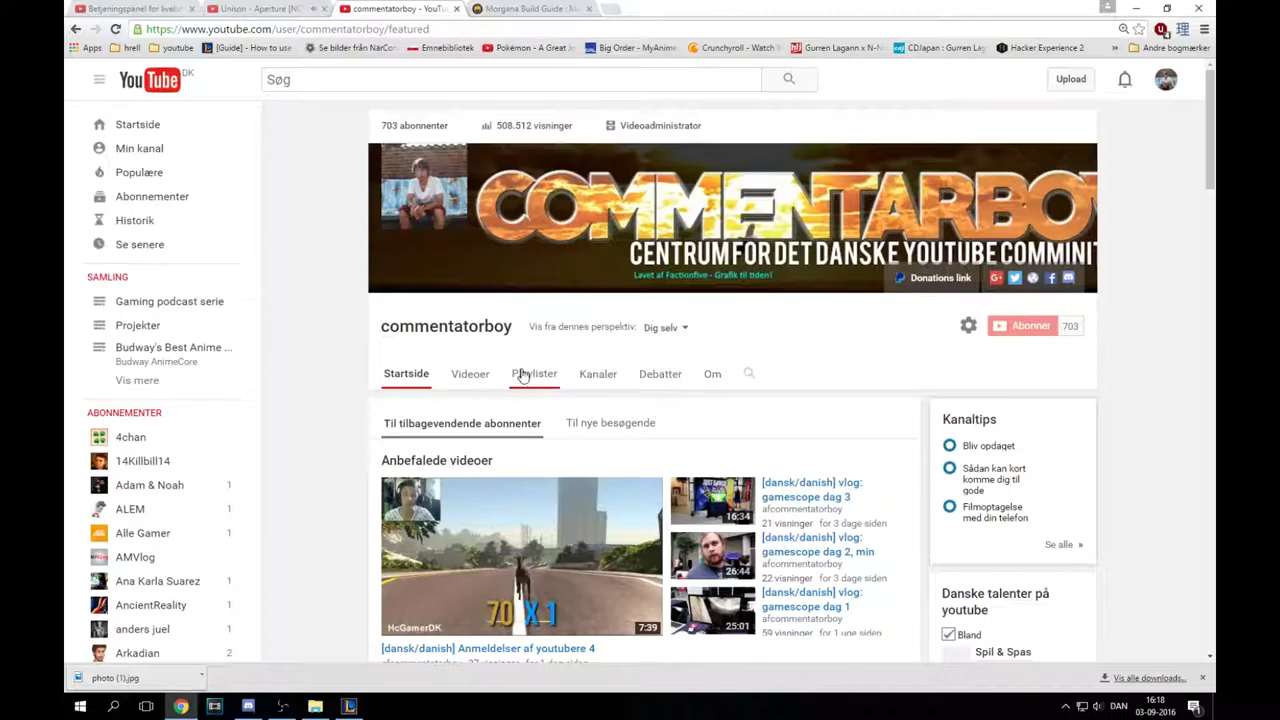 Betjeningspanel for livest
Unison - Aperture [NC
commentatorboy - YouTu
Morgana Build Guide : M
https://www.youtube.com/user/commentatorboy/featured
Apps
hrell
youtube
[Guide] - How to use
Se bilder från NärCon
Emnebibliotek
Pokémon - A Great Jo
Big Order - MyAnime
Crunchyroll - Watch
Gurren Lagann x N-N
CDJapan : Gurren Lag
Hacker Experience 2
»
Andre bogmærker
YouTube DK
Søg
Upload
Startside
Min kanal
Populære
Abonnementer
Historik
Se senere
SAMLING
Gaming podcast serie
Projekter
Budway's Best Anime ...
Budway AnimeCore
Vis mere
ABONNEMENTER
4chan
14Killbill14
Adam & Noah 1
ALEM
Alle Gamer 1
AMVlog
Ana Karla Suarez 1
AncientReality 1
anders juel 1
Arkadian 2
703 abonnenter
508.512 visninger
Videoadministrator
COMMENTARBOY
CENTRUM FOR DET DANSKE YOUTUBE COMMINIT
Lavet af Factionfive - Grafik til tiden!
Donations link
commentatorboy
Vis fra dennes perspektiv: Dig selv
Abonner 703
Startside
Videoer
Playlister
Kanaler
Debatter
Om
Til tilbagevendende abonnenter
Til nye besøgende
Anbefalede videoer
70 X 1
HcGamerDK
7:39
[dansk/danish] Anmeldelser af youtubere 4
16:34
[dansk/danish] vlog:
gamescope dag 3
afcommentatorboy
21 visninger for 3 dage siden
26:44
[dansk/danish] vlog:
gamescope dag 2, min
afcommentatorboy
22 visninger for 3 dage siden
25:01
[dansk/danish] vlog:
gamescope dag 1
afcommentatorboy
59 visninger for 1 uge siden
Kanaltips
Bliv opdaget
Sådan kan kort
komme dig til
gode
Filmoptagelse
med din telefon
Se alle »
Danske talenter på
youtube
Bland
Spil & Spas
photo (1).jpg
Vis alle downloads...
DAN
16:18
03-09-2016